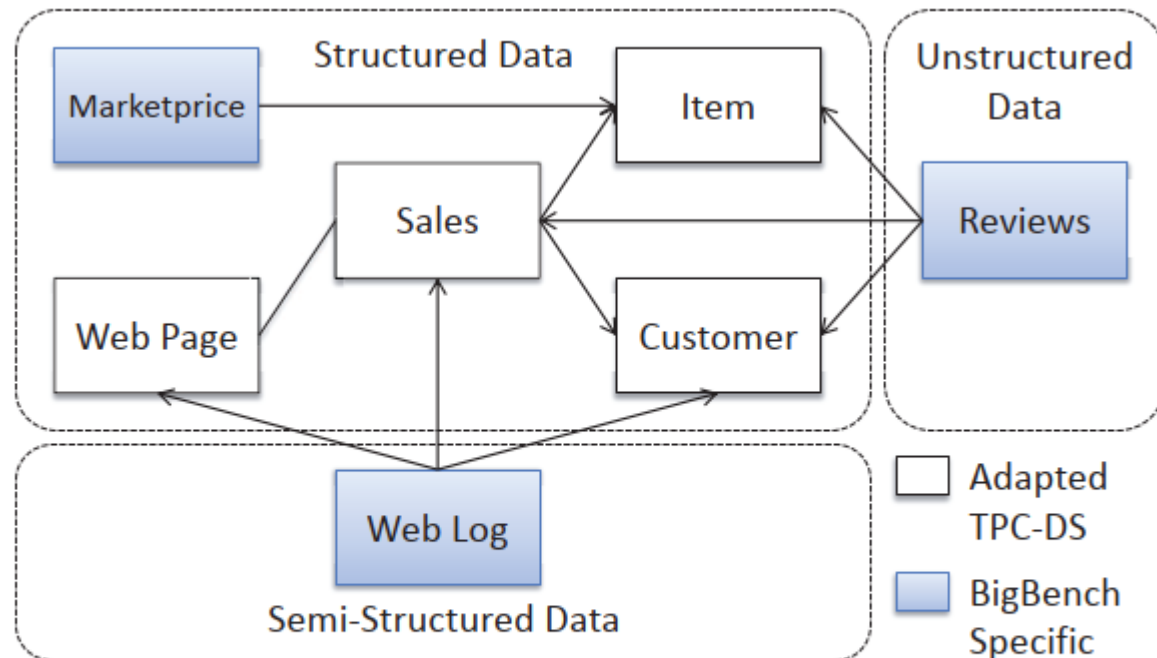 Structured Data
Marketprice
Item
Unstructured
Data
Sales
Reviews
Web Page
Customer
Web Log
Semi-Structured Data
Adapted
TPC-DS
BigBench
Specific